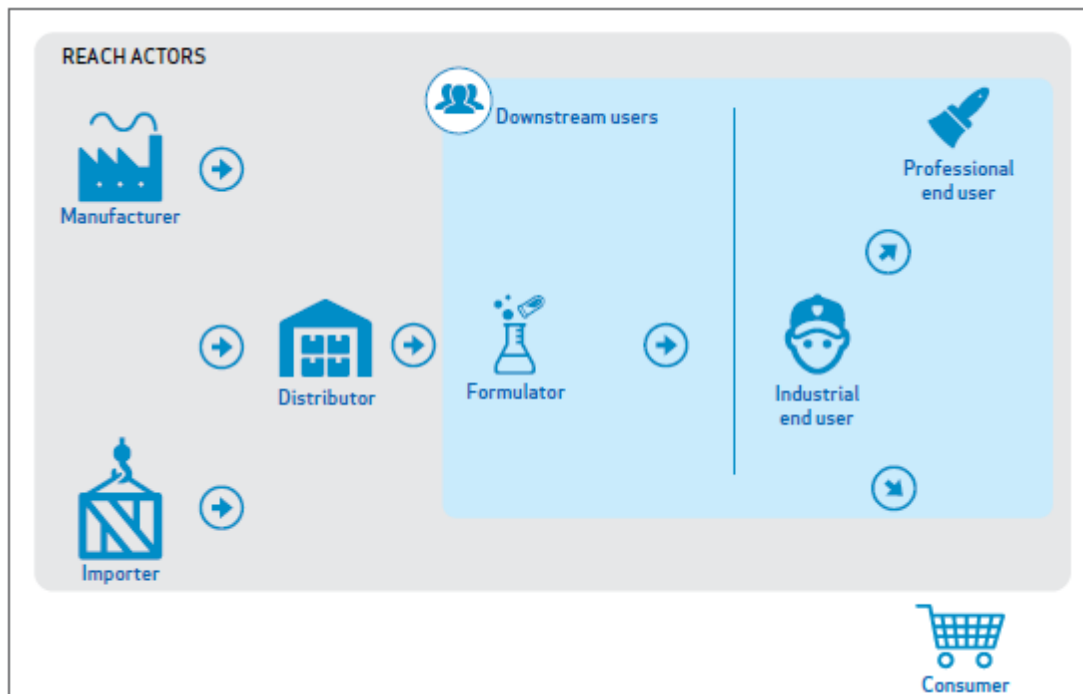 REACH ACTORS
Downstream users
Manufacturer
Professional
end user
Distributor
Formulator
Industrial
end user
Importer
Consumer